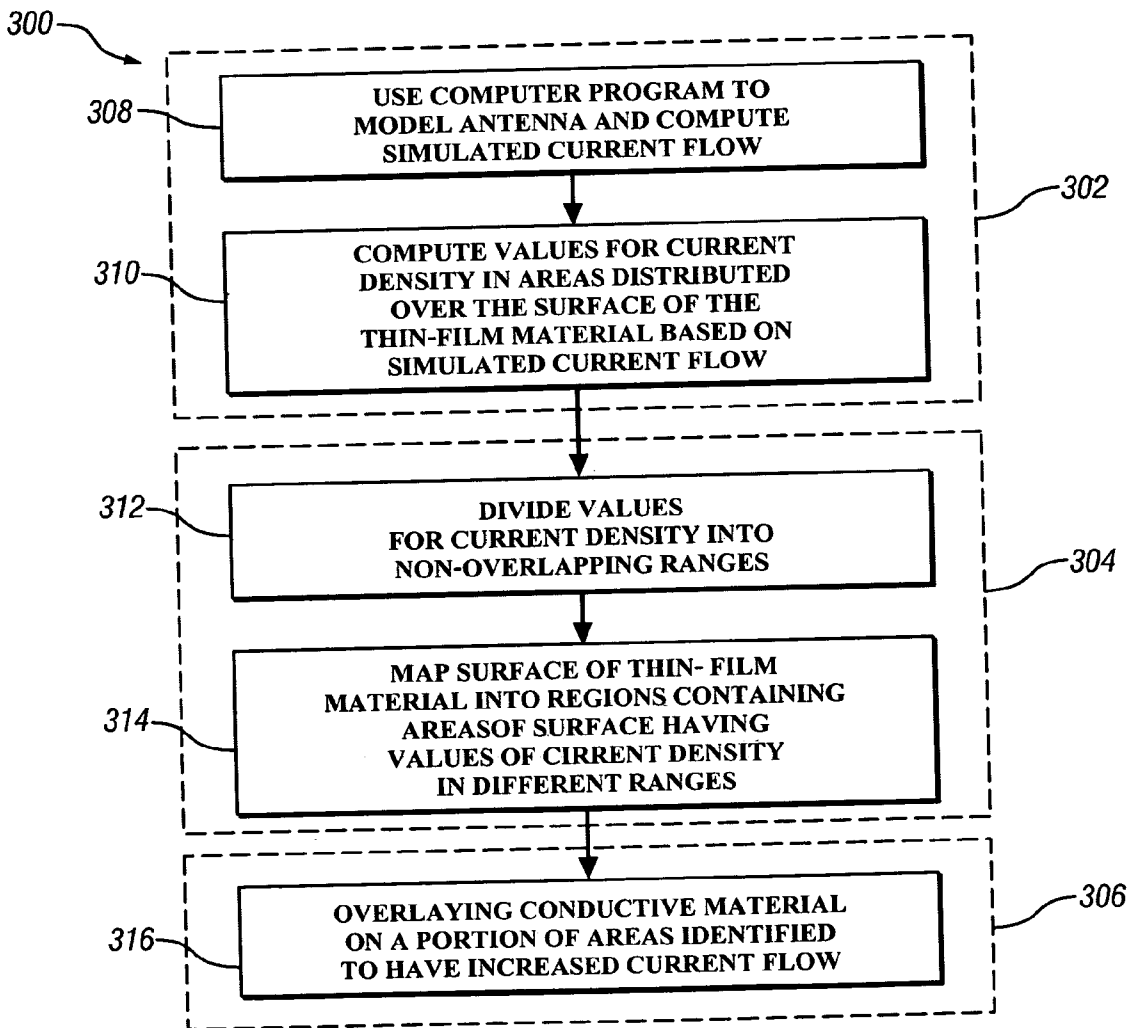 300
308
USE COMPUTER PROGRAM TO
MODEL ANTENNA AND COMPUTE
SIMULATED CURRENT FLOW
302
310
COMPUTE VALUES FOR CURRENT
DENSITY IN AREAS DISTRIBUTED
OVER THE SURFACE OF THE
THIN-FILM MATERIAL BASED ON
SIMULATED CURRENT FLOW
312
DIVIDE VALUES
FOR CURRENT DENSITY INTO
NON-OVERLAPPING RANGES
304
314
MAP SURFACE OF THIN- FILM
MATERIAL INTO REGIONS CONTAINING
AREASOF SURFACE HAVING
VALUES OF CIRRENT DENSITY
IN DIFFERENT RANGES
316
OVERLAYING CONDUCTIVE MATERIAL
ON A PORTION OF AREAS IDENTIFIED
TO HAVE INCREASED CURRENT FLOW
306